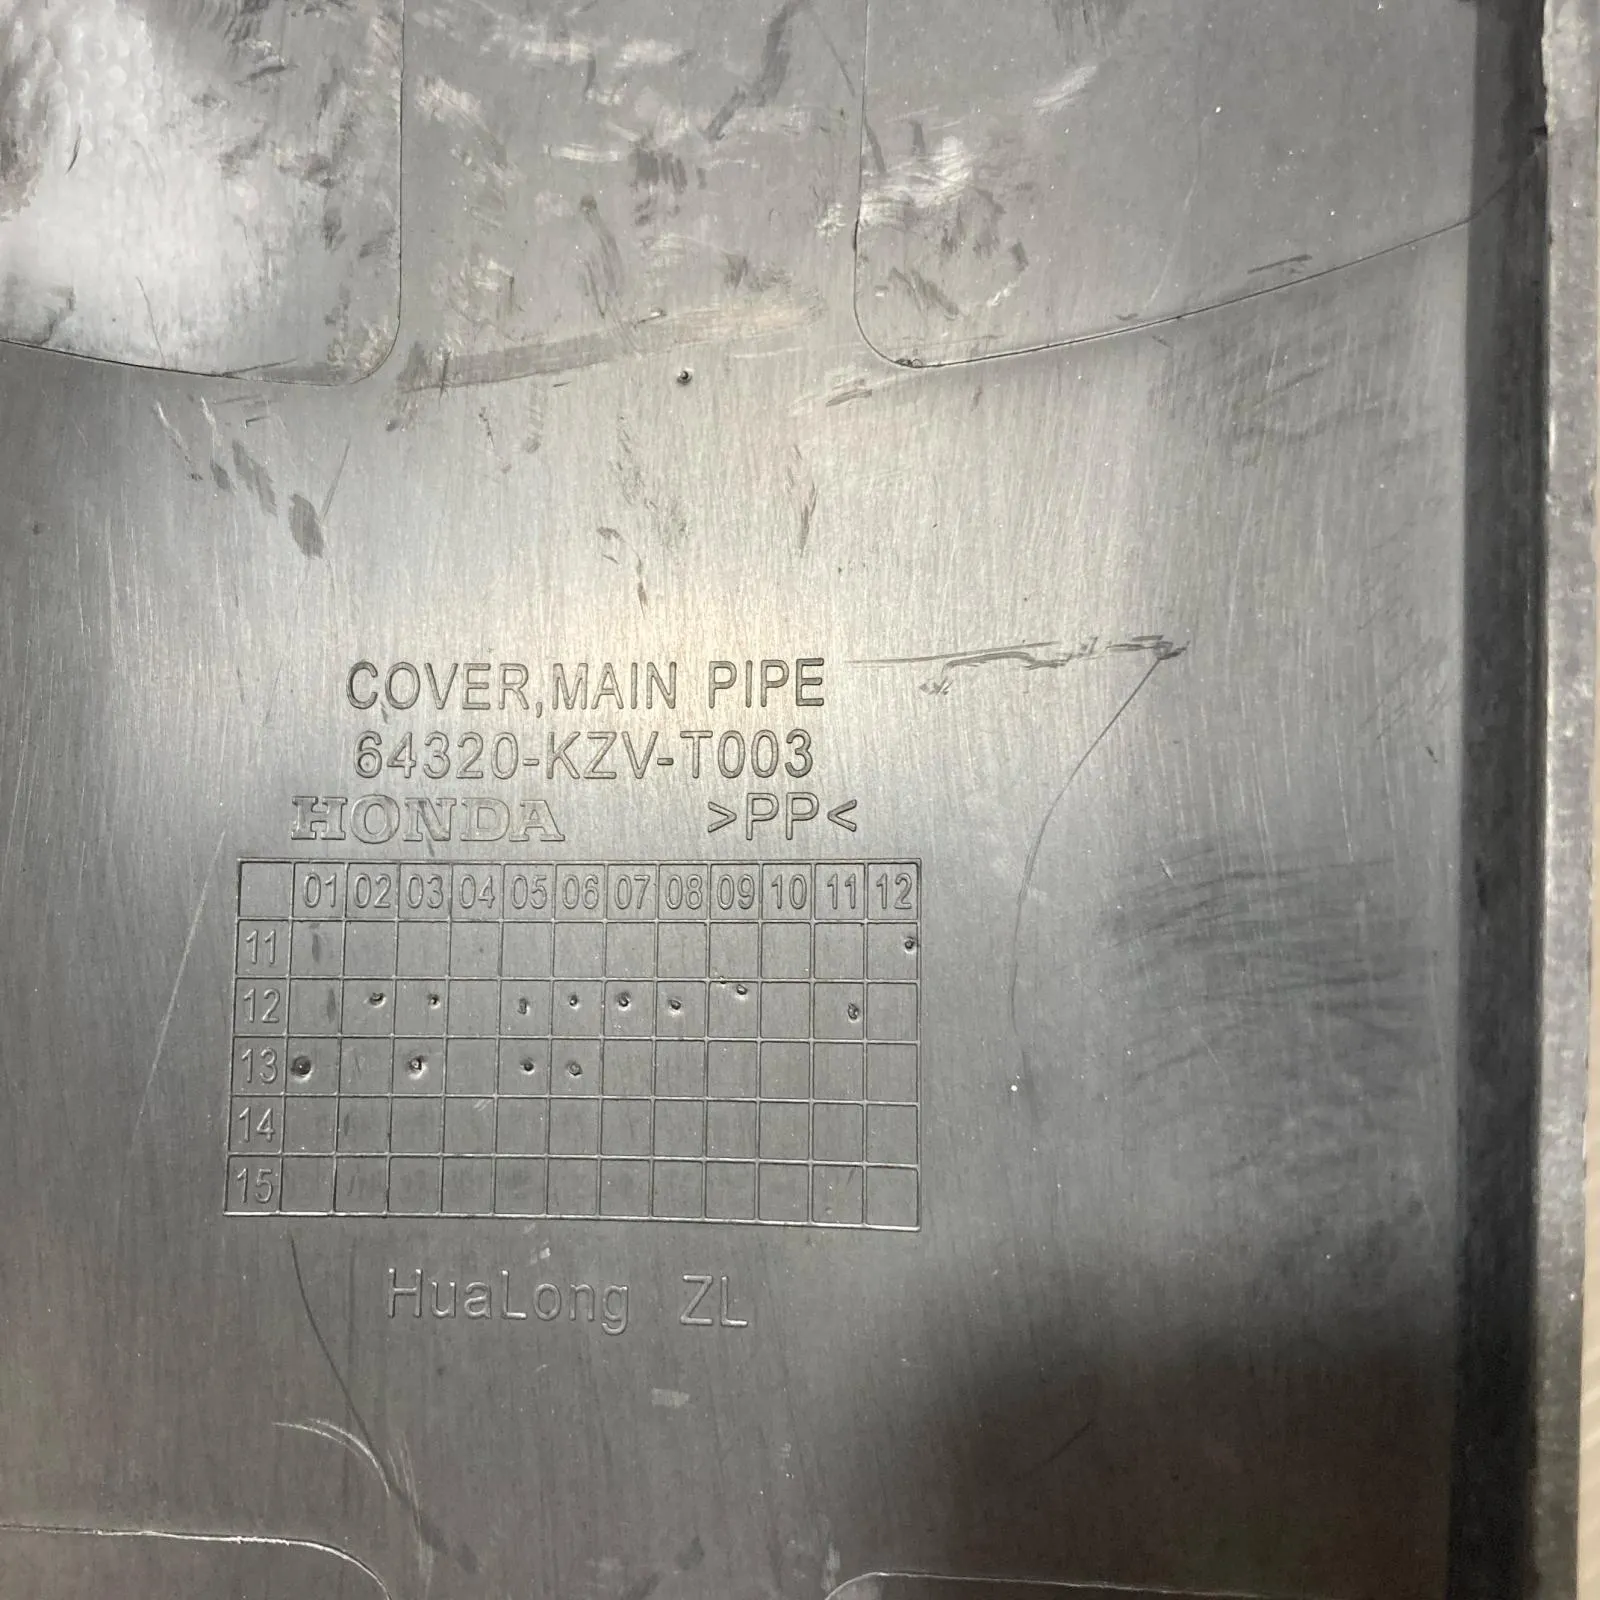 COVER,MAIN PIPE
64320-KZV-T003
HONDA >PP<
01 02 03 04 05 06 07 08 09 10 11 12
11
12
13
14
15
HuaLong ZL